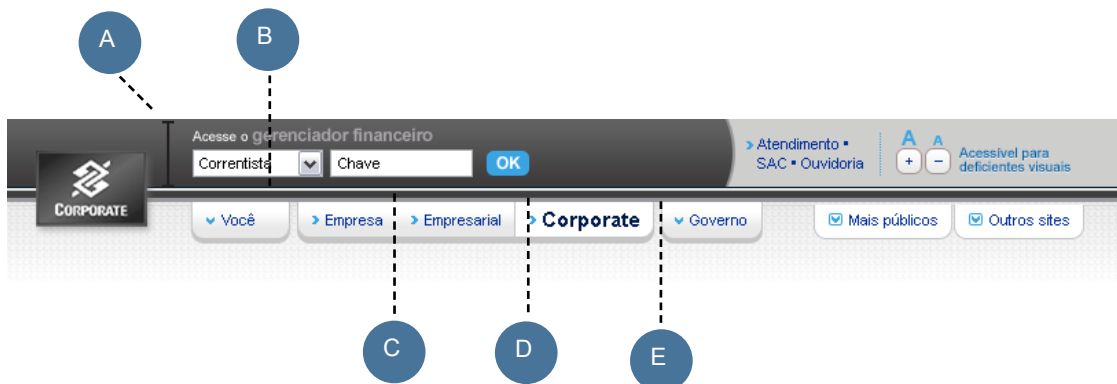 A
B
Acesse o gerenciador financeiro
Correntista
Chave
OK
Atendimento ▪
SAC ▪ Ouvidoria
A A
+ −
Acessível para
deficientes visuais
CORPORATE
Você
Empresa
Empresarial
Corporate
Governo
Mais públicos
Outros sites
C
D
E